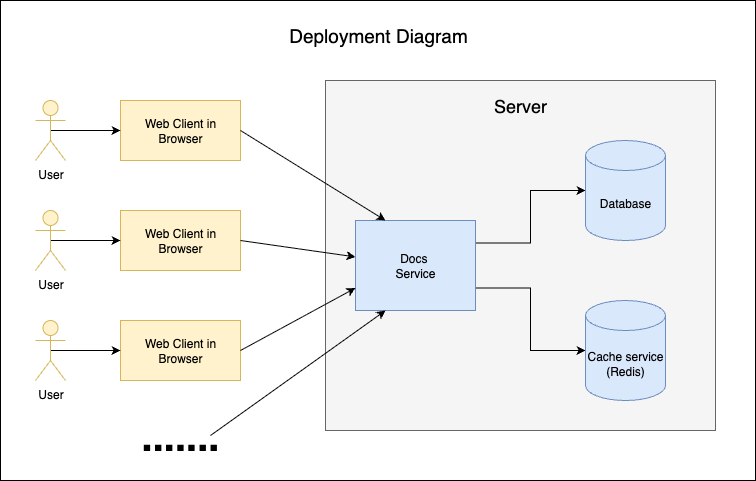 Deployment Diagram
Server
Web Client in
Browser
User
Database
Web Client in
Browser
User
Docs
Service
Web Client in
Browser
User
Cache service
(Redis)